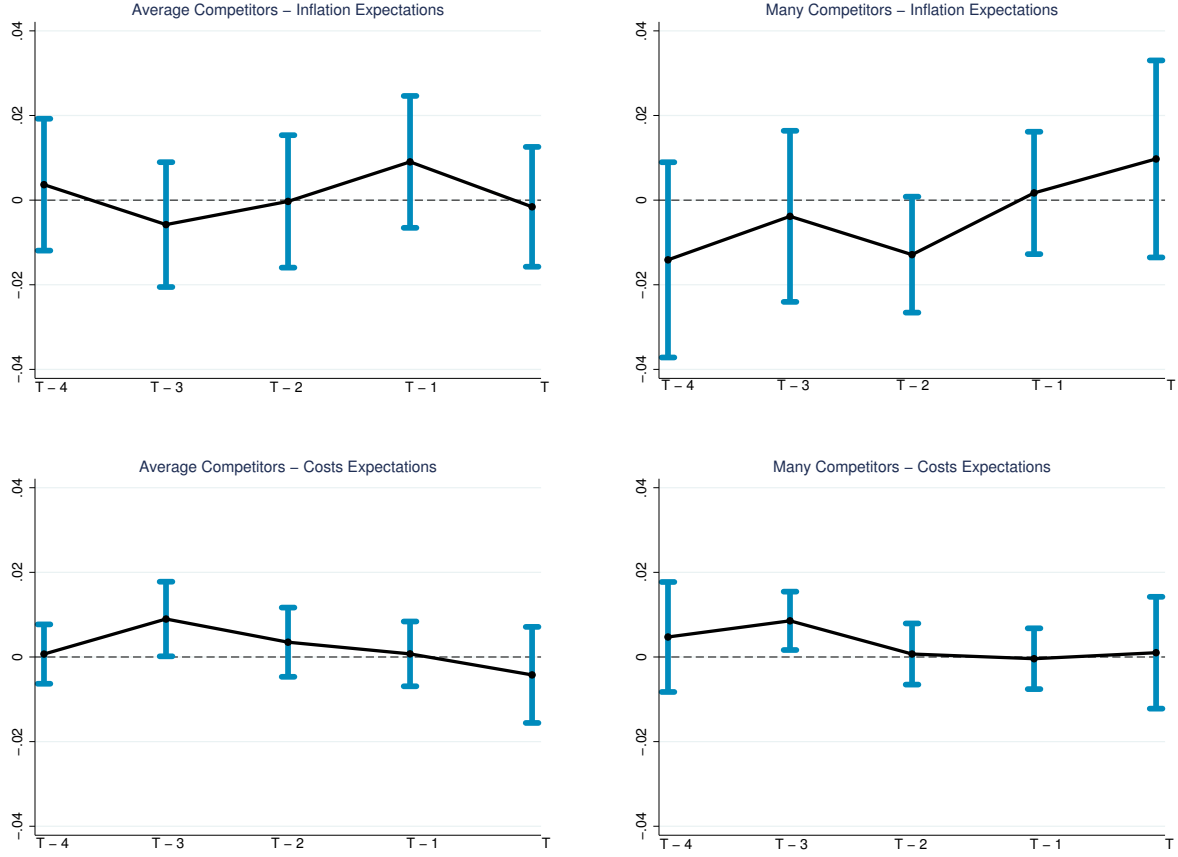 Average Competitors − Inflation Expectations
.04
.02
0
−.02
−.04
T − 4 T − 3 T − 2 T − 1 T
Many Competitors − Inflation Expectations
.04
.02
0
−.02
−.04
T − 4 T − 3 T − 2 T − 1 T
Average Competitors − Costs Expectations
.04
.02
0
−.02
−.04
T − 4 T − 3 T − 2 T − 1 T
Many Competitors − Costs Expectations
.04
.02
0
−.02
−.04
T − 4 T − 3 T − 2 T − 1 T